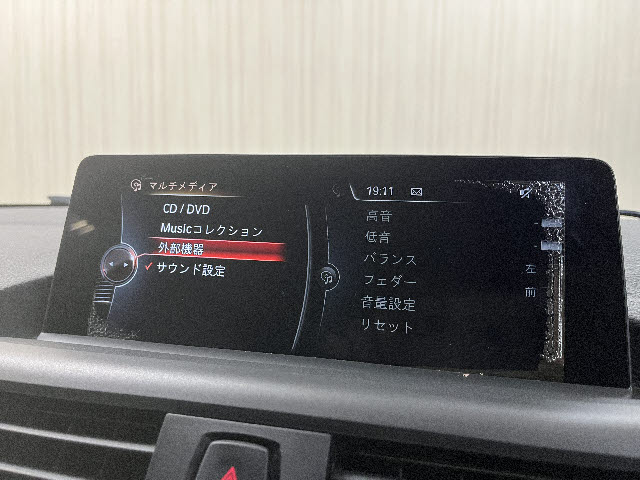 マルチメディア
CD / DVD
Musicコレクション
外部機器
サウンド設定
19:11
高音
低音
バランス
左
フェダー
前
音量設定
リセット